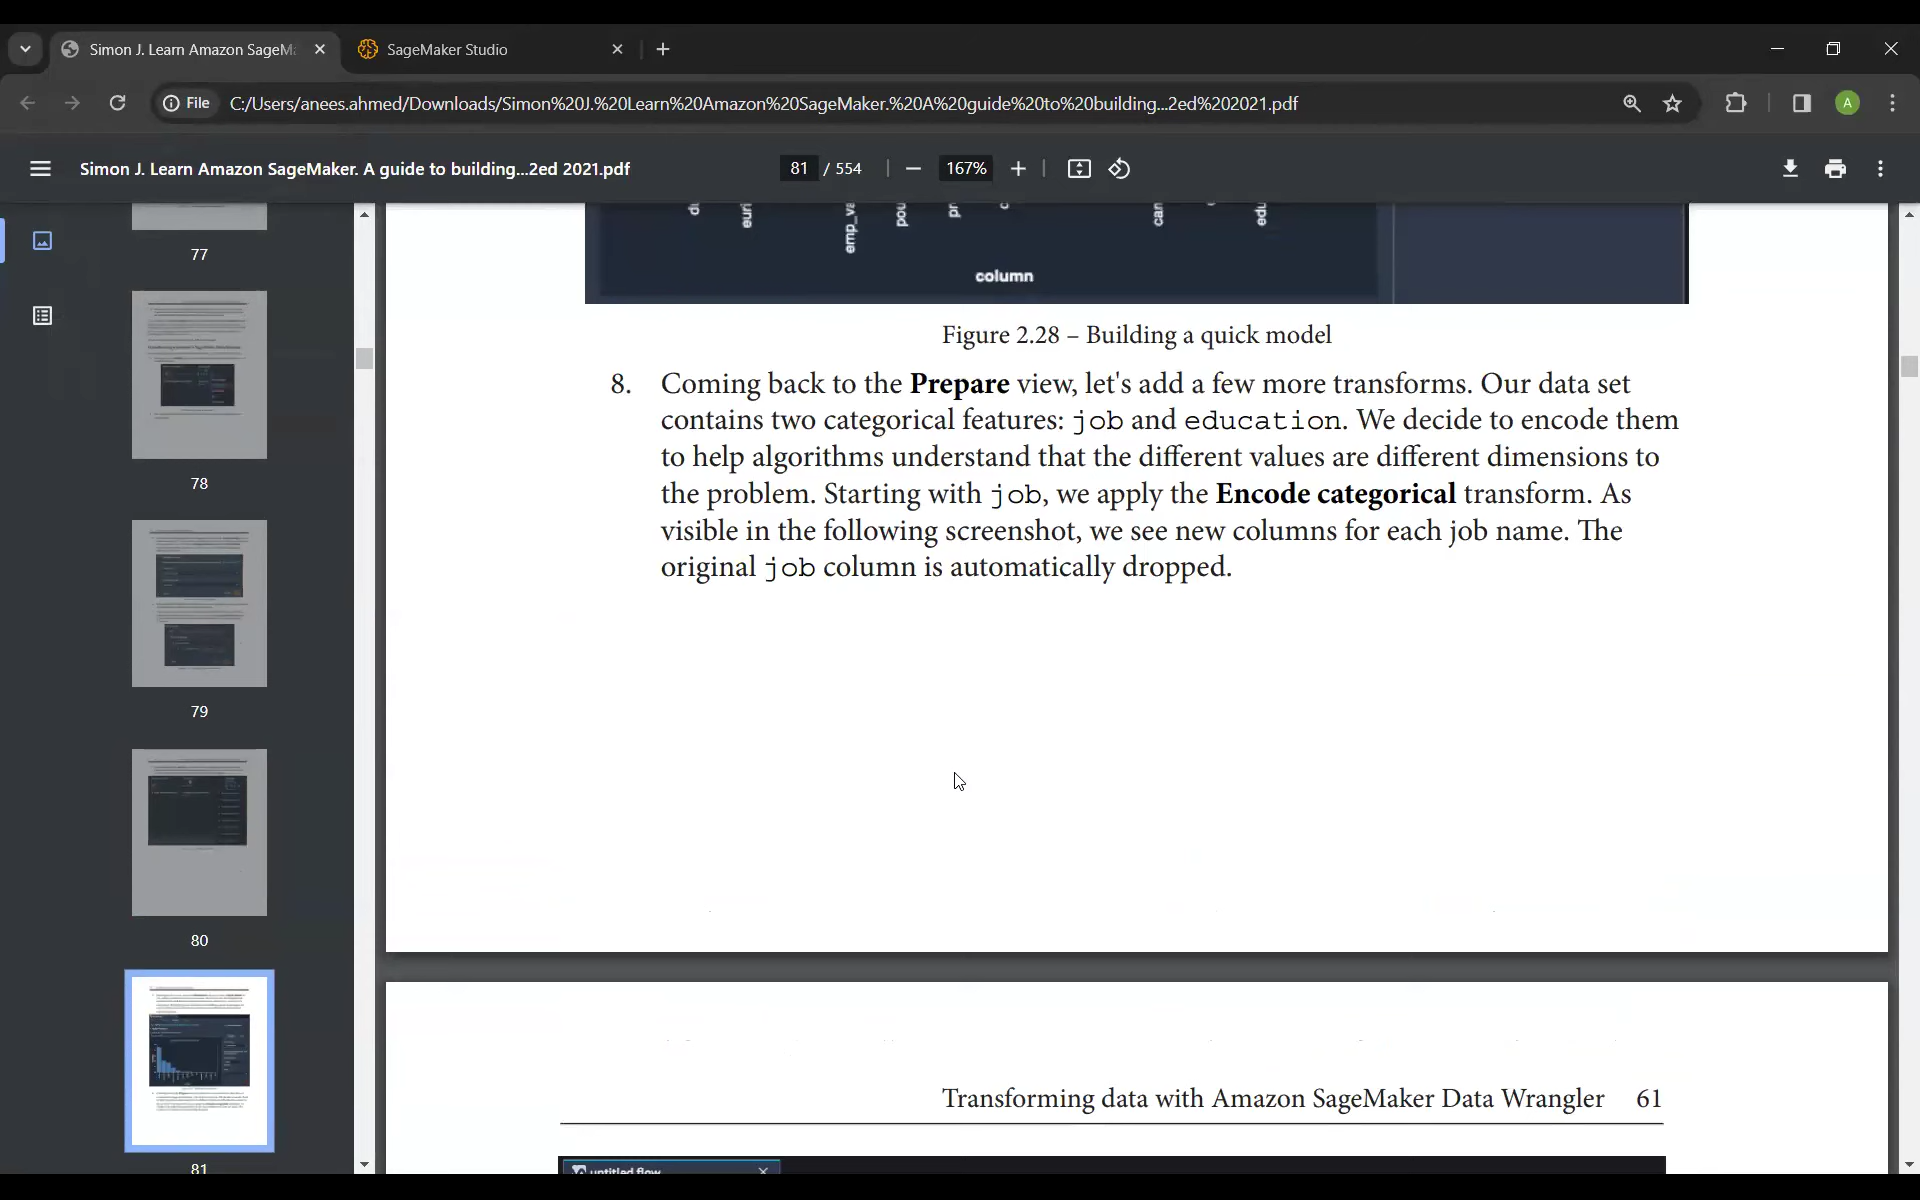 Simon J. Learn Amazon SageMa
SageMaker Studio
File
C:/Users/anees.ahmed/Downloads/Simon%20J.%20Learn%20Amazon%20SageMaker.%20A%20guide%20to%20building...2ed%202021.pdf
A
Simon J. Learn Amazon SageMaker. A guide to building...2ed 2021.pdf
81 / 554
167%
77
78
79
80
81
column
Figure 2.28 – Building a quick model
8. Coming back to the Prepare view, let's add a few more transforms. Our data set
contains two categorical features: job and education. We decide to encode them
to help algorithms understand that the different values are different dimensions to
the problem. Starting with job, we apply the Encode categorical transform. As
visible in the following screenshot, we see new columns for each job name. The
original job column is automatically dropped.
Transforming data with Amazon SageMaker Data Wrangler 61
untitled.flow